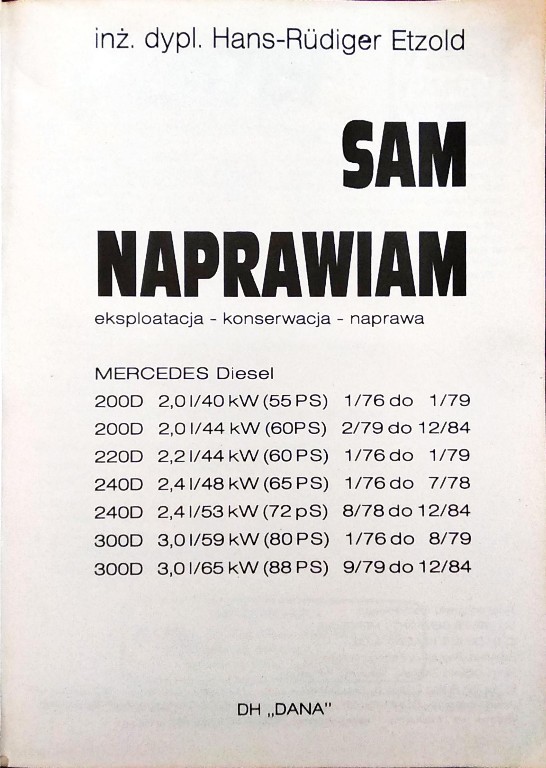 inż. dypl. Hans-Rüdiger Etzold
SAM
NAPRAWIAM
eksploatacja - konserwacja - naprawa
MERCEDES Diesel
200D 2,0 l/40 kW (55 PS) 1/76 do 1/79
200D 2,0 l/44 kW (60PS) 2/79 do 12/84
220D 2,2 l/44 kW (60 PS) 1/76 do 1/79
240D 2,4 l/48 kW (65 PS) 1/76 do 7/78
240D 2,4 l/53 kW (72 pS) 8/78 do 12/84
300D 3,0 l/59 kW (80 PS) 1/76 do 8/79
300D 3,0 l/65 kW (88 PS) 9/79 do 12/84
DH „DANA”